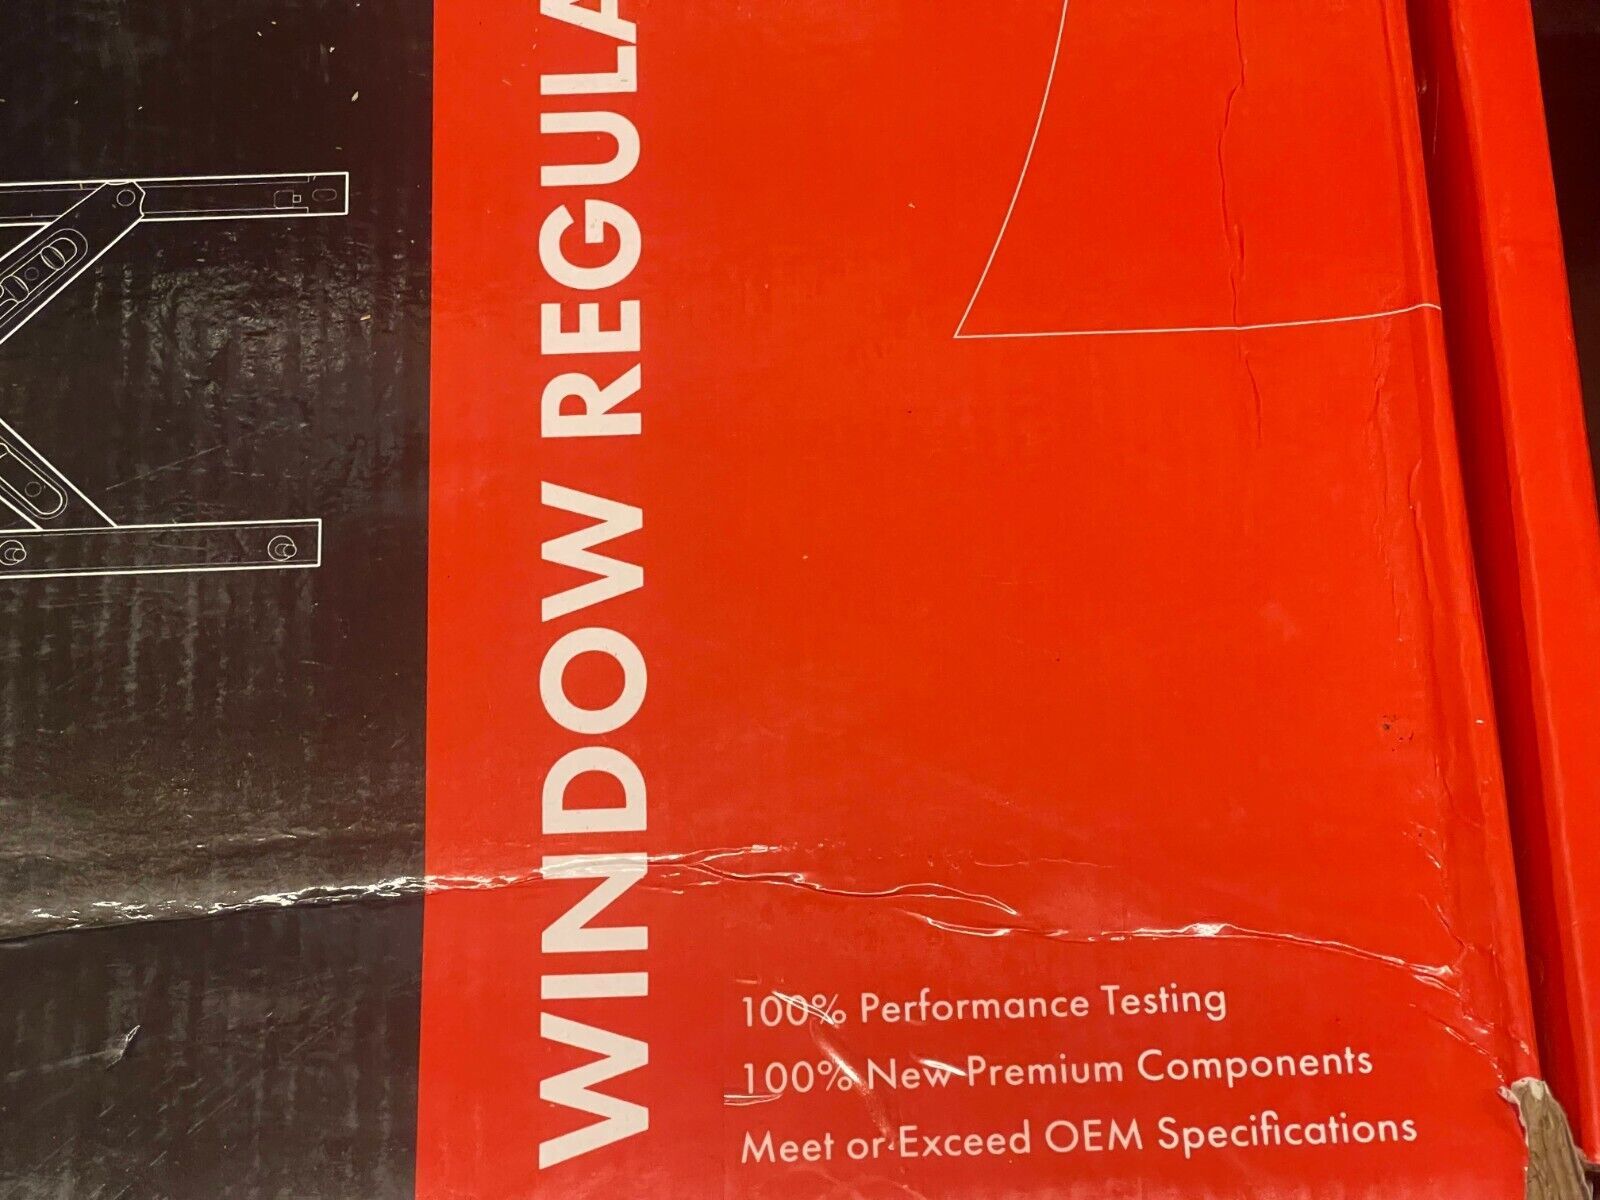 WINDOW REGULA
100% Performance Testing
100% New Premium Components
Meet or Exceed OEM Specifications